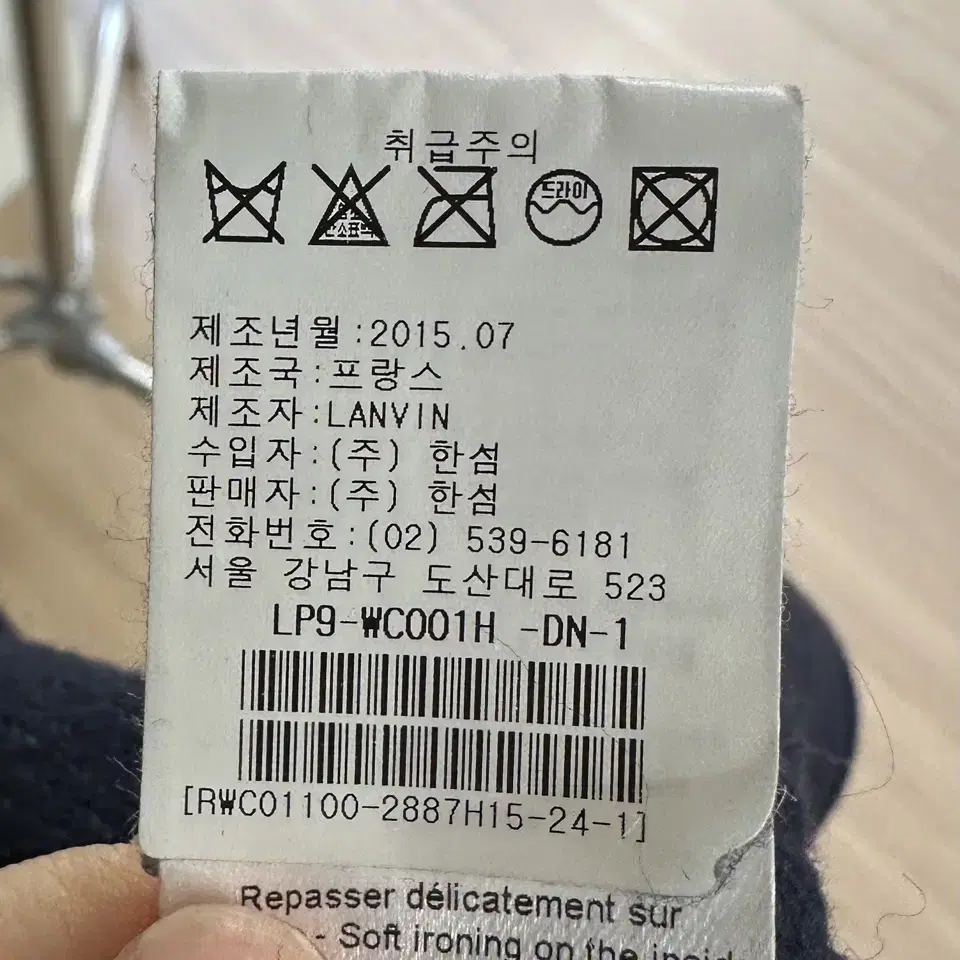 취급주의
드라이
제조년월:2015.07
제조국:프랑스
제조자:LANVIN
수입자:(주) 한섬
판매자:(주) 한섬
전화번호:(02) 539-6181
서울 강남구 도산대로 523
LP9-₩C001H -DN-1
[R₩C01100-2887H15-24-1]
Repasser délicatement sur
- Soft ironing on the